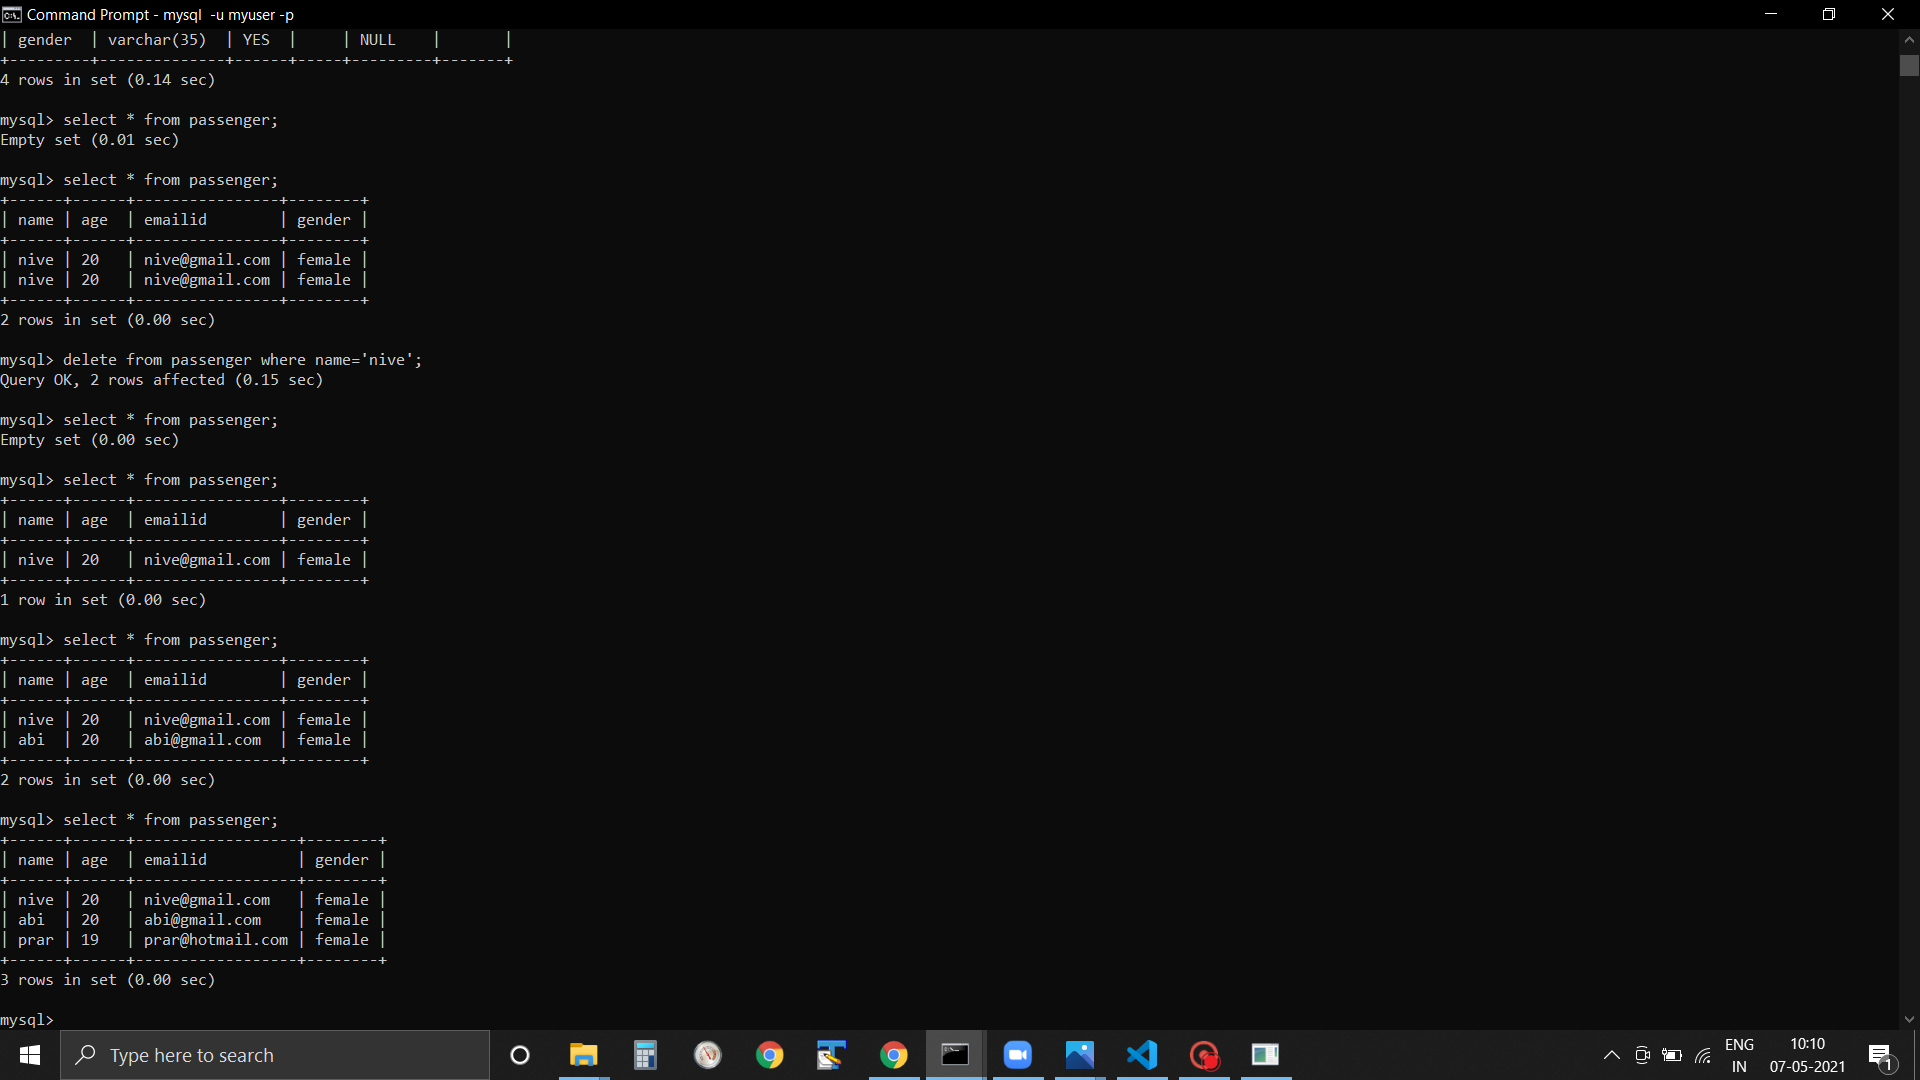 Command Prompt - mysql  -u myuser -p
| gender  | varchar(35)  | YES  |     | NULL    |       |
+---------+--------------+------+-----+---------+-------+
4 rows in set (0.14 sec)

mysql> select * from passenger;
Empty set (0.01 sec)

mysql> select * from passenger;
+------+------+----------------+--------+
| name | age  | emailid        | gender |
+------+------+----------------+--------+
| nive | 20   | nive@gmail.com | female |
| nive | 20   | nive@gmail.com | female |
+------+------+----------------+--------+
2 rows in set (0.00 sec)

mysql> delete from passenger where name='nive';
Query OK, 2 rows affected (0.15 sec)

mysql> select * from passenger;
Empty set (0.00 sec)

mysql> select * from passenger;
+------+------+----------------+--------+
| name | age  | emailid        | gender |
+------+------+----------------+--------+
| nive | 20   | nive@gmail.com | female |
+------+------+----------------+--------+
1 row in set (0.00 sec)

mysql> select * from passenger;
+------+------+----------------+--------+
| name | age  | emailid        | gender |
+------+------+----------------+--------+
| nive | 20   | nive@gmail.com | female |
| abi  | 20   | abi@gmail.com  | female |
+------+------+----------------+--------+
2 rows in set (0.00 sec)

mysql> select * from passenger;
+------+------+------------------+--------+
| name | age  | emailid          | gender |
+------+------+------------------+--------+
| nive | 20   | nive@gmail.com   | female |
| abi  | 20   | abi@gmail.com    | female |
| prar | 19   | prar@hotmail.com | female |
+------+------+------------------+--------+
3 rows in set (0.00 sec)

mysql>
Type here to search
ENG
IN
10:10
07-05-2021
1